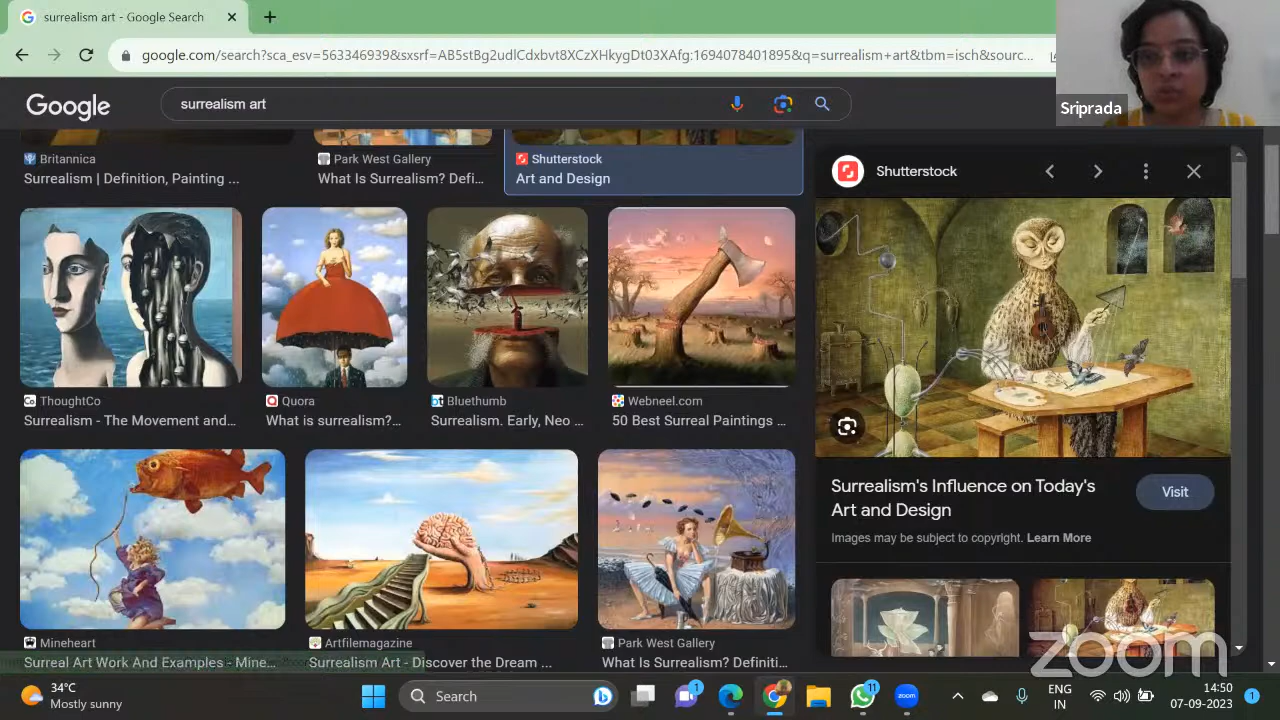 surrealism art - Google Search
google.com/search?sca_esv=563346939&sxsrf=AB5stBg2udlCdxbvt8XCzXHkygDt03XAfg:1694078401895&q=surrealism+art&tbm=isch&sourc...
Sriprada
Google
surrealism art
Britannica
Surrealism | Definition, Painting ...
Park West Gallery
What Is Surrealism? Defi...
Shutterstock
Art and Design
Shutterstock
ThoughtCo
Surrealism - The Movement and...
Quora
What is surrealism?...
Bluethumb
Surrealism. Early, Neo ...
Webneel.com
50 Best Surreal Paintings ...
Surrealism's Influence on Today's
Art and Design
Visit
Images may be subject to copyright. Learn More
Mineheart
Surreal Art Work And Examples - Mine...
Artfilemagazine
Surrealism Art - Discover the Dream ...
Park West Gallery
What Is Surrealism? Definiti...
zoom
34°C
Mostly sunny
Search
1
zoom
11
ENG
IN
14:50
07-09-2023
1